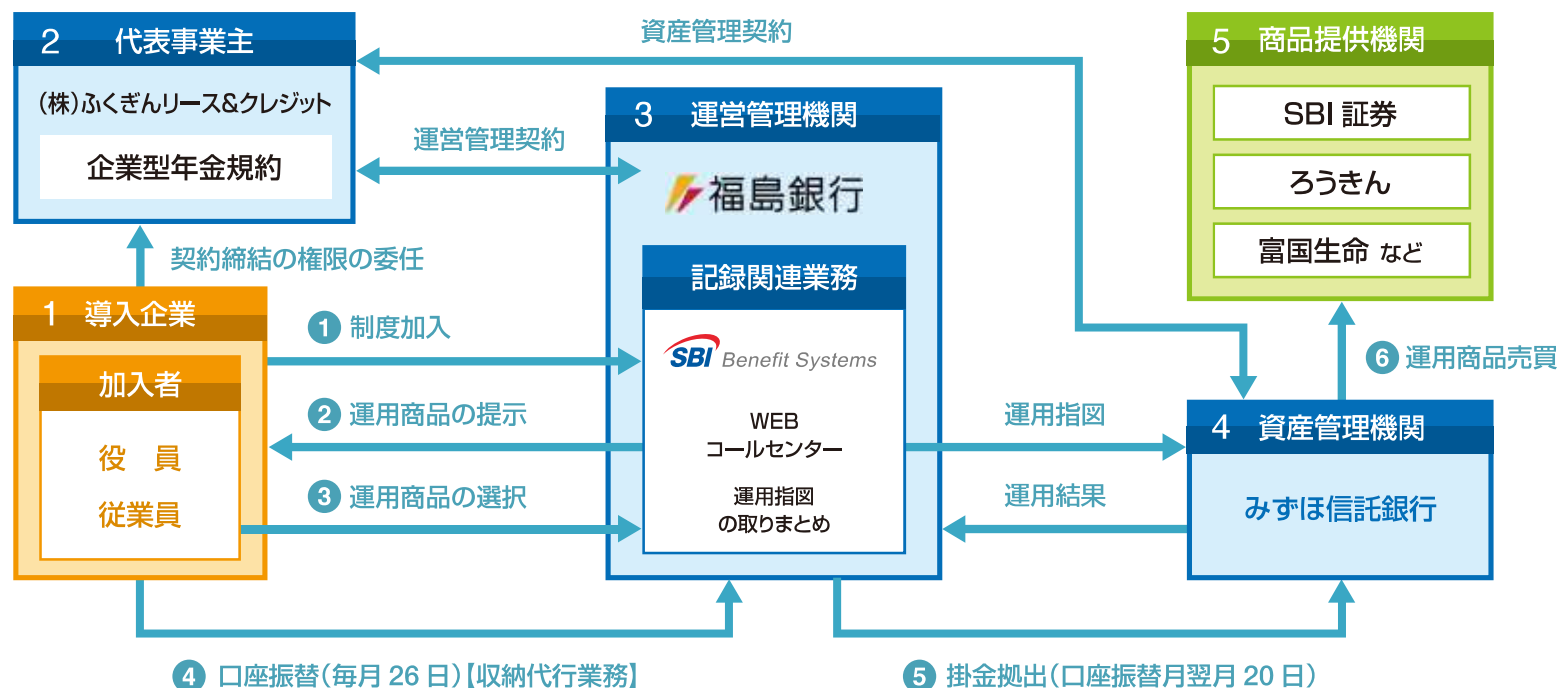 2 代表事業主
(株)ふくぎんリース&クレジット
企業型年金規約
資産管理契約
運営管理契約
契約締結の権限の委任
1 導入企業
加入者
役 員
従業員
❶ 制度加入
❷ 運用商品の提示
❸ 運用商品の選択
3 運営管理機関
福島銀行
記録関連業務
SBI Benefit Systems
WEB
コールセンター
運用指図
の取りまとめ
運用指図
運用結果
5 商品提供機関
SBI 証券
ろうきん
富国生命 など
❻ 運用商品売買
4 資産管理機関
みずほ信託銀行
❹ 口座振替(毎月 26 日)【収納代行業務】
❺ 掛金拠出(口座振替月翌月 20 日)